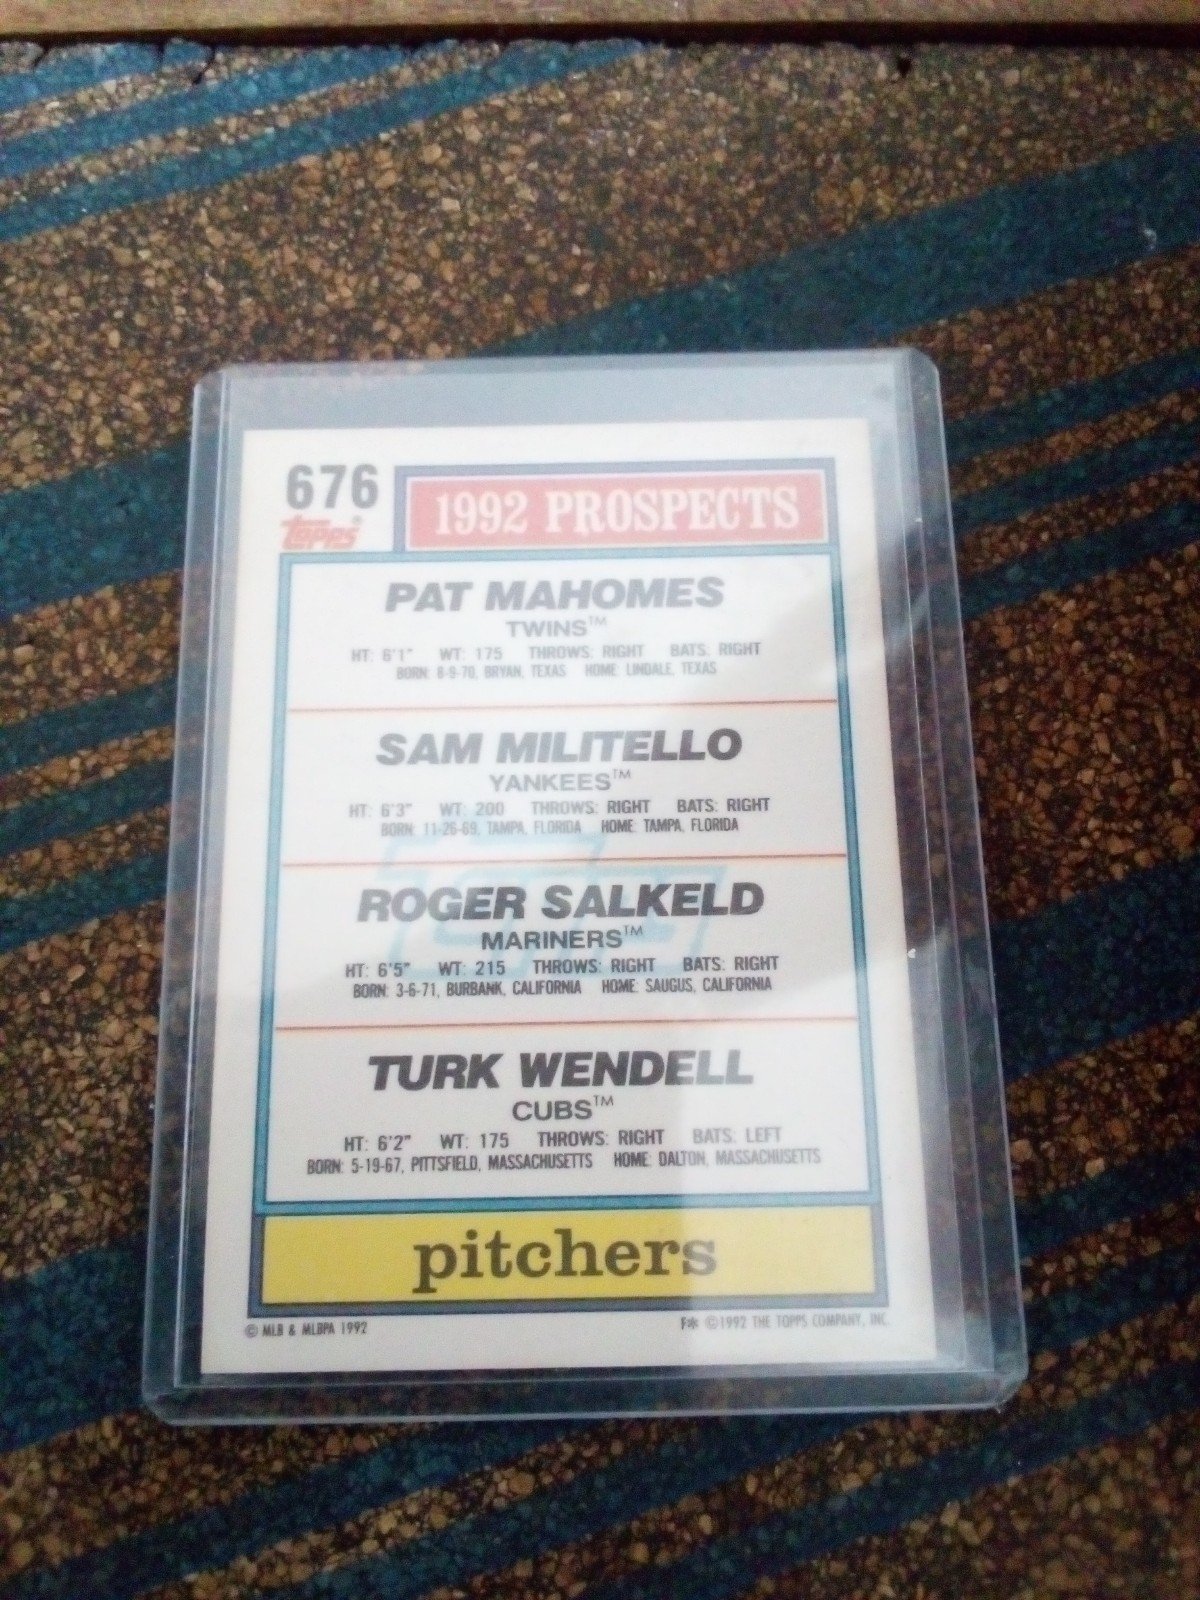 676
Topps®
1992 PROSPECTS
PAT MAHOMES
TWINS™
HT: 6'1" WT: 175 THROWS: RIGHT BATS: RIGHT
BORN: 8-9-70, BRYAN, TEXAS HOME: LINDALE, TEXAS
SAM MILITELLO
YANKEES™
HT: 6'3" WT: 200 THROWS: RIGHT BATS: RIGHT
BORN: 11-26-69, TAMPA, FLORIDA HOME: TAMPA, FLORIDA
ROGER SALKELD
MARINERS™
HT: 6'5" WT: 215 THROWS: RIGHT BATS: RIGHT
BORN: 3-6-71, BURBANK, CALIFORNIA HOME: SAUGUS, CALIFORNIA
TURK WENDELL
CUBS™
HT: 6'2" WT: 175 THROWS: RIGHT BATS: LEFT
BORN: 5-19-67, PITTSFIELD, MASSACHUSETTS HOME: DALTON, MASSACHUSETTS
pitchers
© MLB & MLBPA 1992 F* © 1992 THE TOPPS COMPANY, INC.